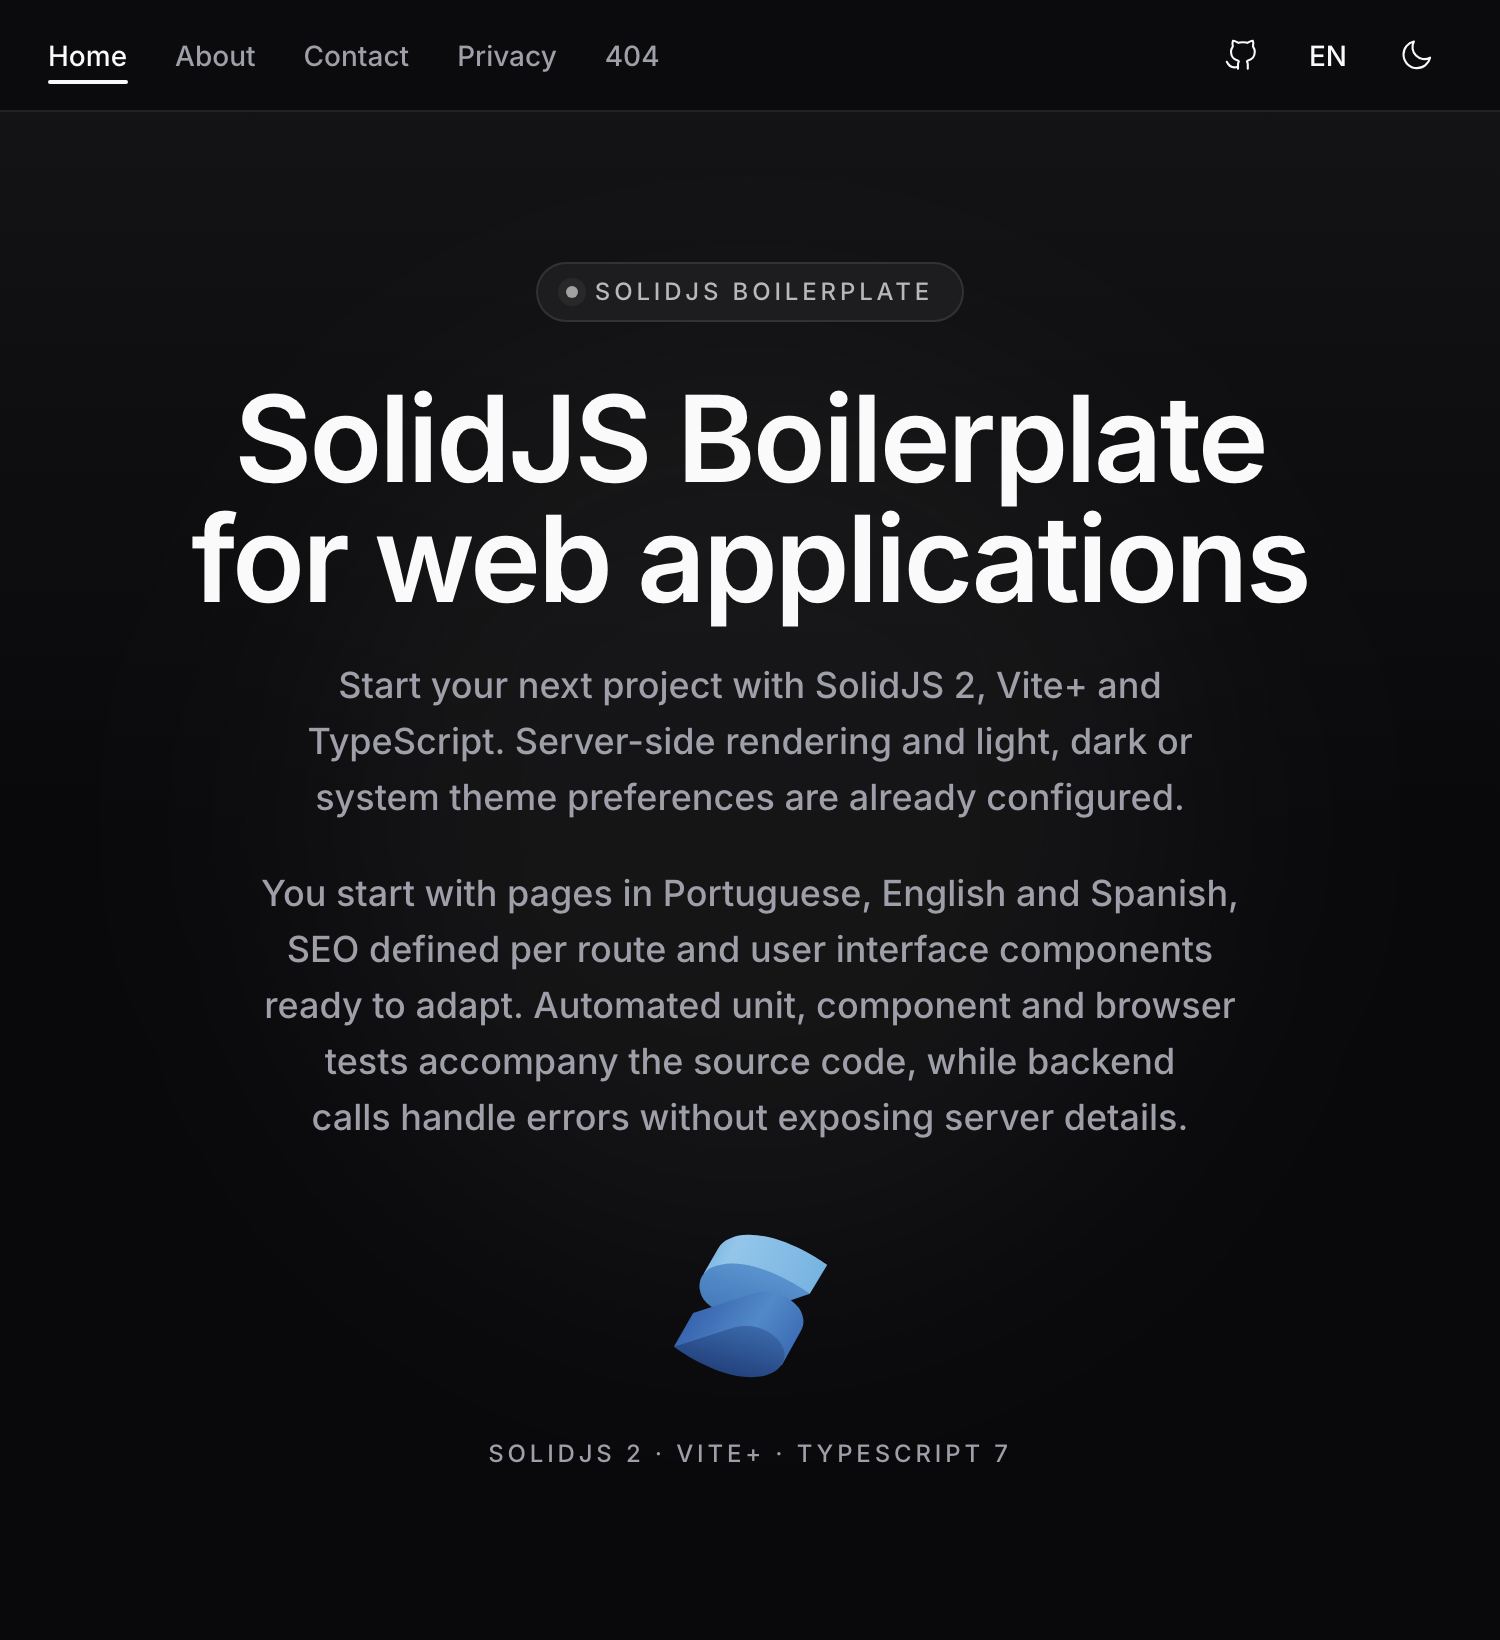 Home About Contact Privacy 404 EN
SOLIDJS BOILERPLATE
SolidJS Boilerplate
for web applications
Start your next project with SolidJS 2, Vite+ and
TypeScript. Server-side rendering and light, dark or
system theme preferences are already configured.
You start with pages in Portuguese, English and Spanish,
SEO defined per route and user interface components
ready to adapt. Automated unit, component and browser
tests accompany the source code, while backend
calls handle errors without exposing server details.
SOLIDJS 2 · VITE+ · TYPESCRIPT 7